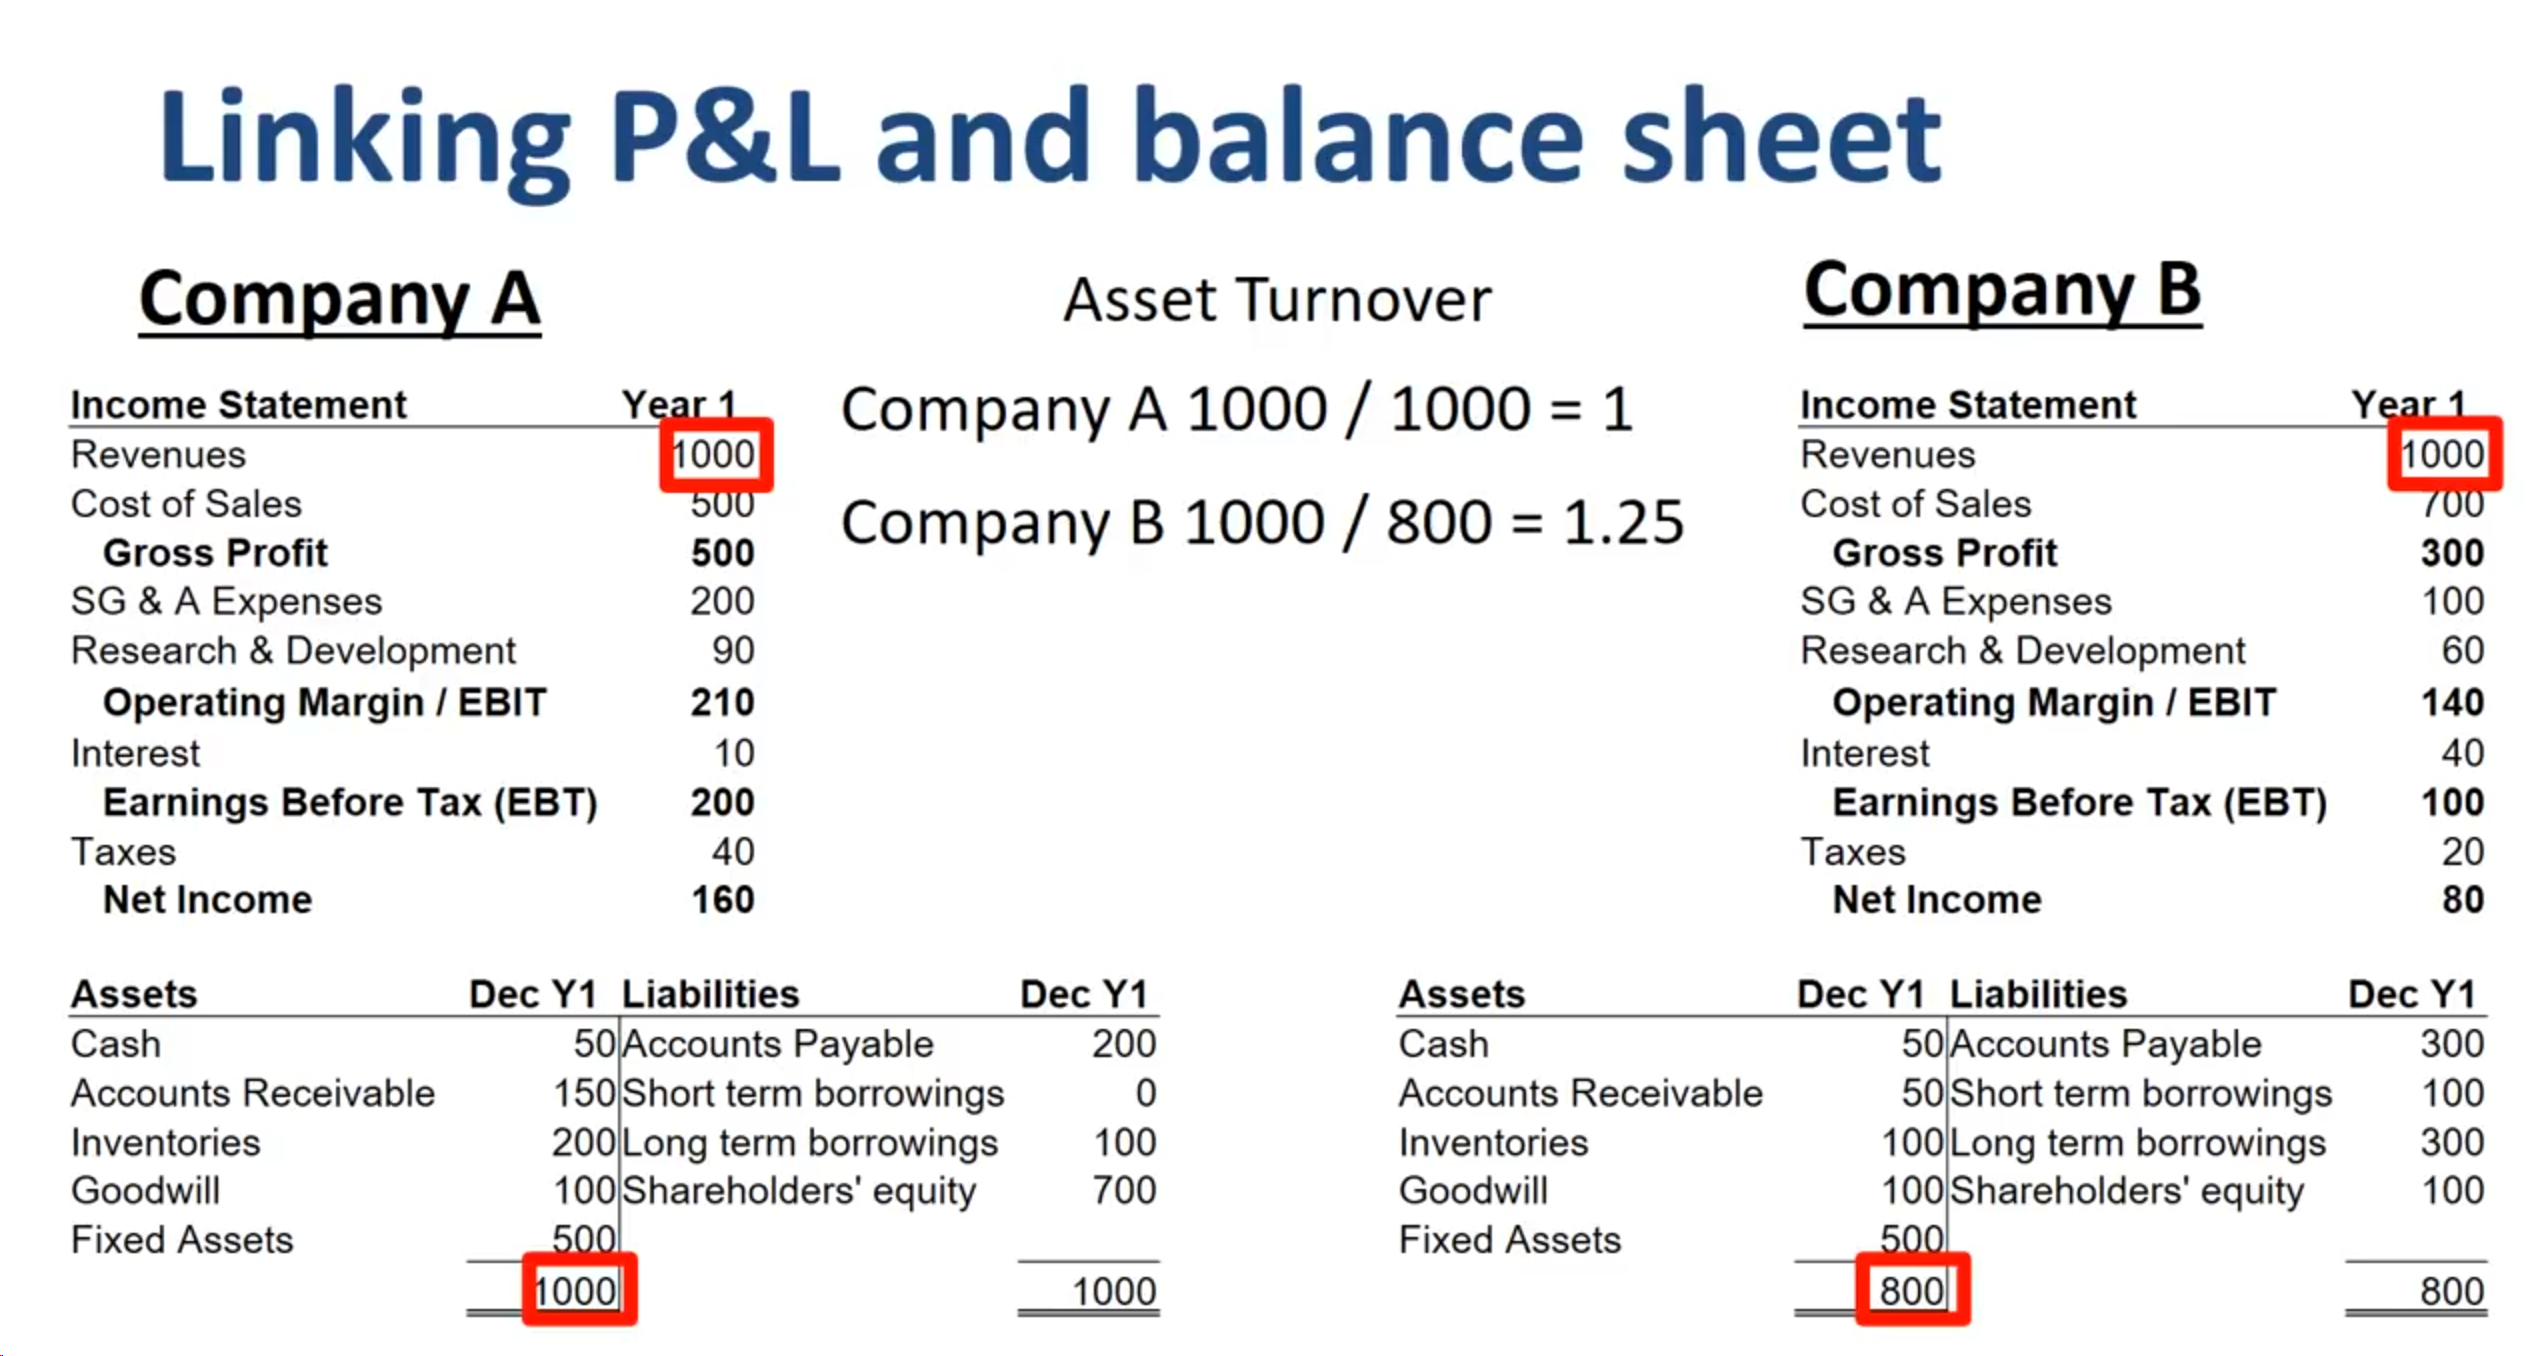 Linking P&L and balance sheet
Company A
Income Statement Year 1
Revenues 1000
Cost of Sales 500
Gross Profit 500
SG & A Expenses 200
Research & Development 90
Operating Margin / EBIT 210
Interest 10
Earnings Before Tax (EBT) 200
Taxes 40
Net Income 160
Asset Turnover
Company A 1000 / 1000 = 1
Company B 1000 / 800 = 1.25
Company B
Income Statement Year 1
Revenues 1000
Cost of Sales 700
Gross Profit 300
SG & A Expenses 100
Research & Development 60
Operating Margin / EBIT 140
Interest 40
Earnings Before Tax (EBT) 100
Taxes 20
Net Income 80
Assets Dec Y1 Liabilities Dec Y1
Cash 50 Accounts Payable 200
Accounts Receivable 150 Short term borrowings 0
Inventories 200 Long term borrowings 100
Goodwill 100 Shareholders' equity 700
Fixed Assets 500
1000 1000
Assets Dec Y1 Liabilities Dec Y1
Cash 50 Accounts Payable 300
Accounts Receivable 50 Short term borrowings 100
Inventories 100 Long term borrowings 300
Goodwill 100 Shareholders' equity 100
Fixed Assets 500
800 800